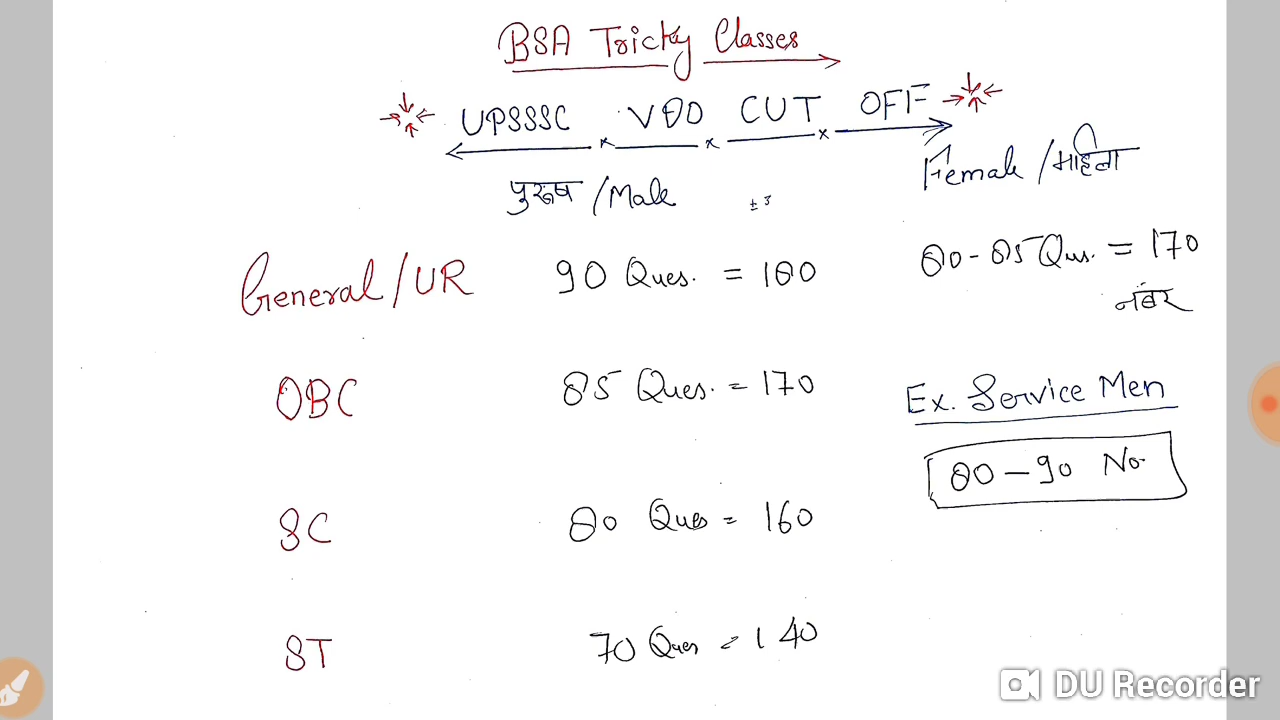 BSA Tricky Classes
UPSSSC VDO CUT OFF
पुरुष / Male ± 5
Female / महिला
General / UR 90 Ques. = 180
80 - 85 Qus. = 170
नंबर
OBC 85 Ques. = 170
Ex. Service Men
80 - 90 No.
SC 80 Ques = 160
ST 70 Ques = 140
DU Recorder